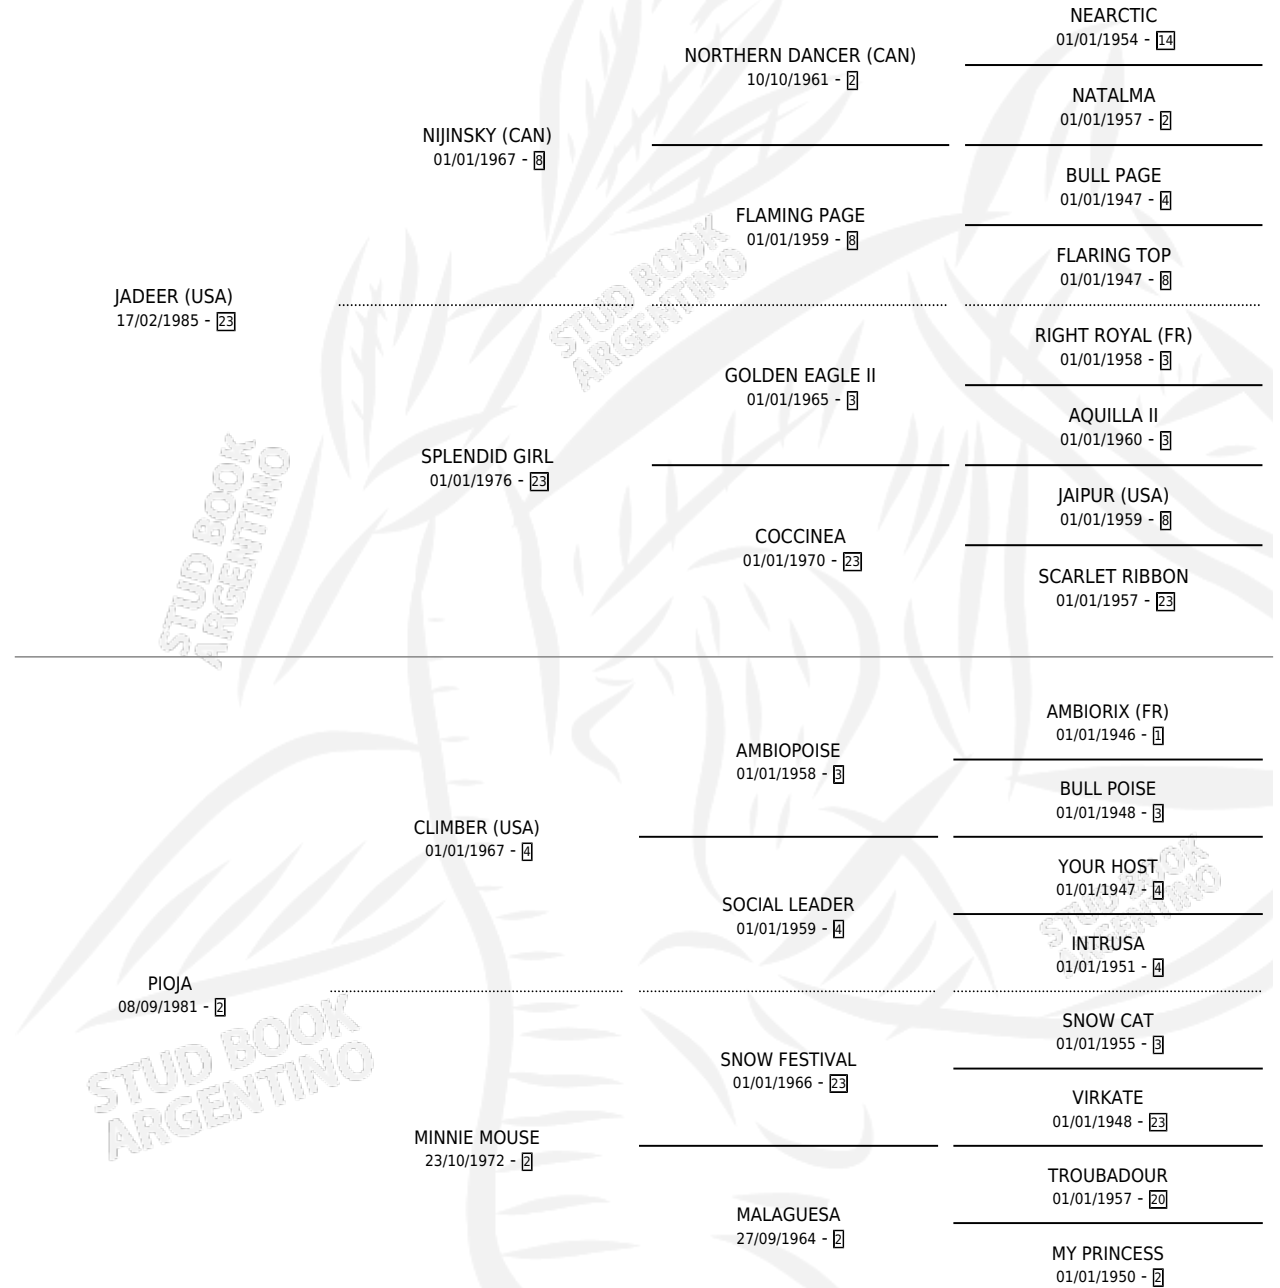 NEARCTIC
01/01/1954 - 14
NORTHERN DANCER (CAN)
10/10/1961 - 2
NATALMA
01/01/1957 - 2
NIJINSKY (CAN)
01/01/1967 - 8
BULL PAGE
01/01/1947 - 4
FLAMING PAGE
01/01/1959 - 8
FLARING TOP
01/01/1947 - 8
JADEER (USA)
17/02/1985 - 23
RIGHT ROYAL (FR)
01/01/1958 - 3
GOLDEN EAGLE II
01/01/1965 - 3
AQUILLA II
01/01/1960 - 3
SPLENDID GIRL
01/01/1976 - 23
JAIPUR (USA)
01/01/1959 - 8
COCCINEA
01/01/1970 - 23
SCARLET RIBBON
01/01/1957 - 23
STUD BOOK
ARGENTINO
STUD BOOK
ARGENTINO
AMBIORIX (FR)
01/01/1946 - 1
AMBIOPOISE
01/01/1958 - 3
BULL POISE
01/01/1948 - 3
CLIMBER (USA)
01/01/1967 - 4
YOUR HOST
01/01/1947 - 4
SOCIAL LEADER
01/01/1959 - 4
INTRUSA
01/01/1951 - 4
PIOJA
08/09/1981 - 2
SNOW CAT
01/01/1955 - 3
SNOW FESTIVAL
01/01/1966 - 23
VIRKATE
01/01/1948 - 23
MINNIE MOUSE
23/10/1972 - 2
TROUBADOUR
01/01/1957 - 20
MALAGUESA
27/09/1964 - 2
MY PRINCESS
01/01/1950 - 2
STUD BOOK
ARGENTINO
STUD BOOK
ARGENTINO